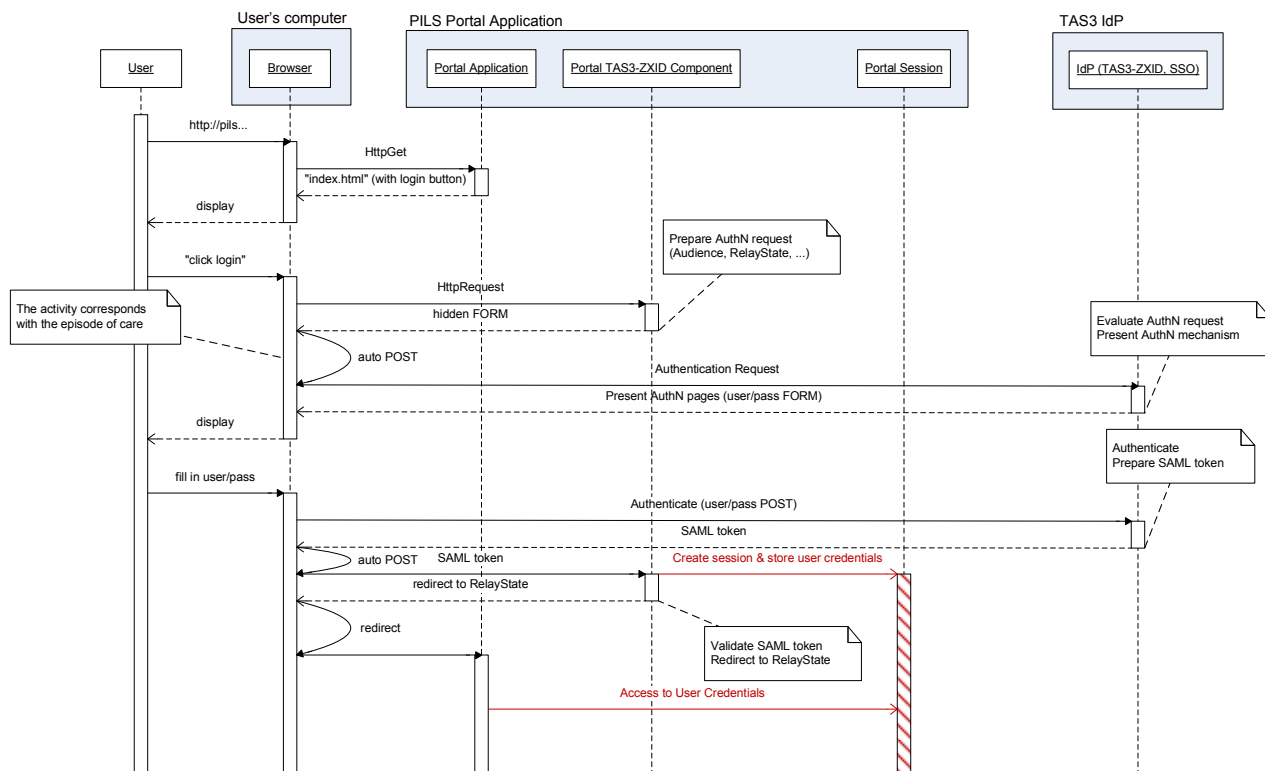 User's computer
PILS Portal Application
TAS3 IdP
User
Browser
Portal Application
Portal TAS3-ZXID Component
Portal Session
IdP (TAS3-ZXID, SSO)
http://pils...
HttpGet
"index.html" (with login button)
display
Prepare AuthN request
(Audience, RelayState, ...)
"click login"
HttpRequest
hidden FORM
The activity corresponds
with the episode of care
Evaluate AuthN request
Present AuthN mechanism
auto POST
Authentication Request
Present AuthN pages (user/pass FORM)
display
Authenticate
Prepare SAML token
fill in user/pass
Authenticate (user/pass POST)
SAML token
auto POST
SAML token
Create session & store user credentials
redirect to RelayState
redirect
Validate SAML token
Redirect to RelayState
Access to User Credentials